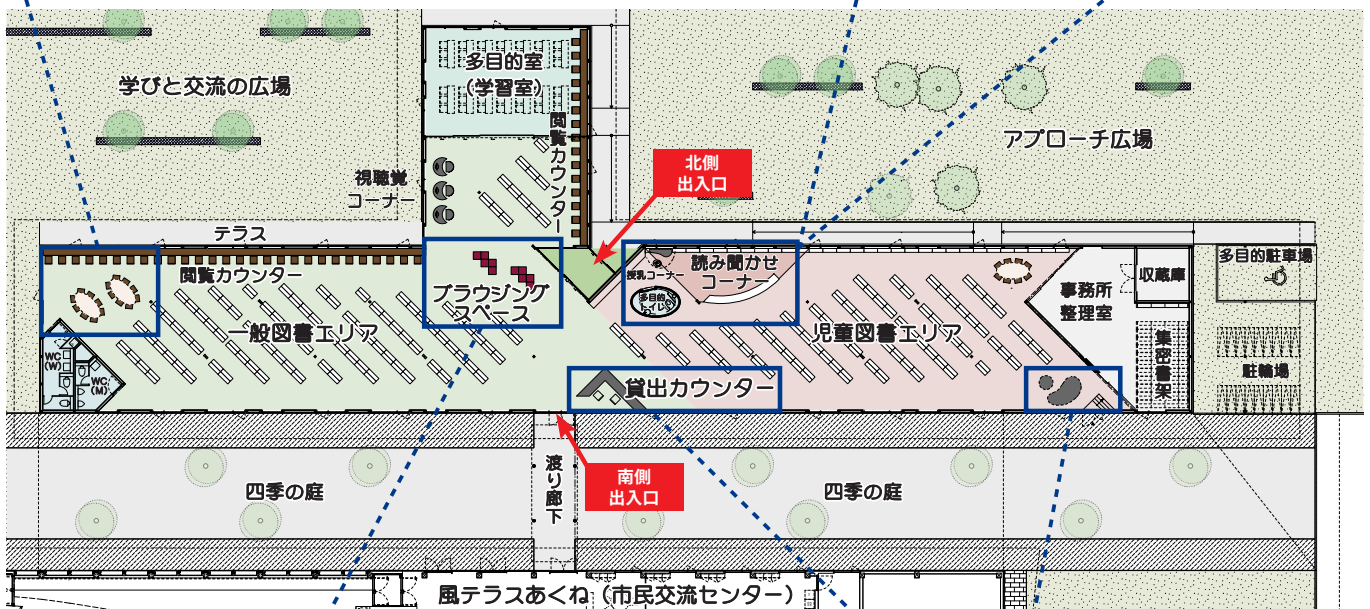 多目的室
(学習室)
学びと交流の広場
閲覧カウンター
アプローチ広場
北側
出入口
視聴覚
コーナー
テラス
閲覧カウンター
ブラウジング
スペース
授乳コーナー
読み聞かせ
コーナー
多目的
トイレ
収蔵庫
多目的駐車場
事務所
整理室
一般図書エリア
児童図書エリア
集密書架
駐輪場
WC
(W)
WC
(M)
貸出カウンター
渡り廊下
南側
出入口
四季の庭
四季の庭
風テラスあくね（市民交流センター）